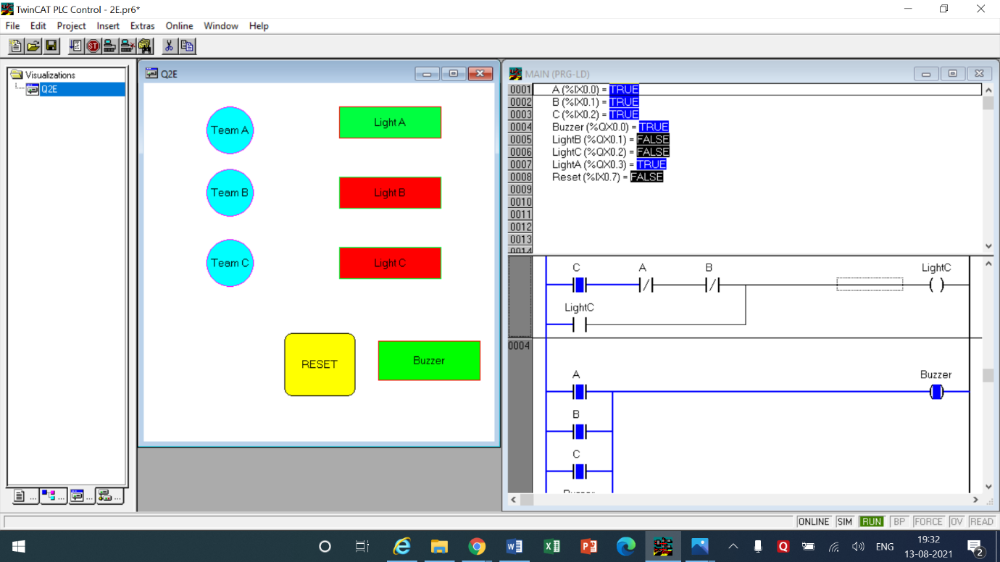 TwinCAT PLC Control - 2E.pr6*
File Edit Project Insert Extras Online Window Help
Visualizations
Q2E
Q2E
Team A
Light A
Team B
Light B
Team C
Light C
RESET
Buzzer
MAIN (PRG-LD)
0001 A (%IX0.0) = TRUE
0002 B (%IX0.1) = TRUE
0003 C (%IX0.2) = TRUE
0004 Buzzer (%QX0.0) = TRUE
0005 LightB (%QX0.1) = FALSE
0006 LightC (%QX0.2) = FALSE
0007 LightA (%QX0.3) = TRUE
0008 Reset (%IX0.7) = FALSE
0009
0010
0011
0012
0013
0014
C A B LightC
LightC
0004
A Buzzer
B
C
Buzzer
ONLINE SIM RUN BP FORCE OV READ
ENG 19:32
13-08-2021 2